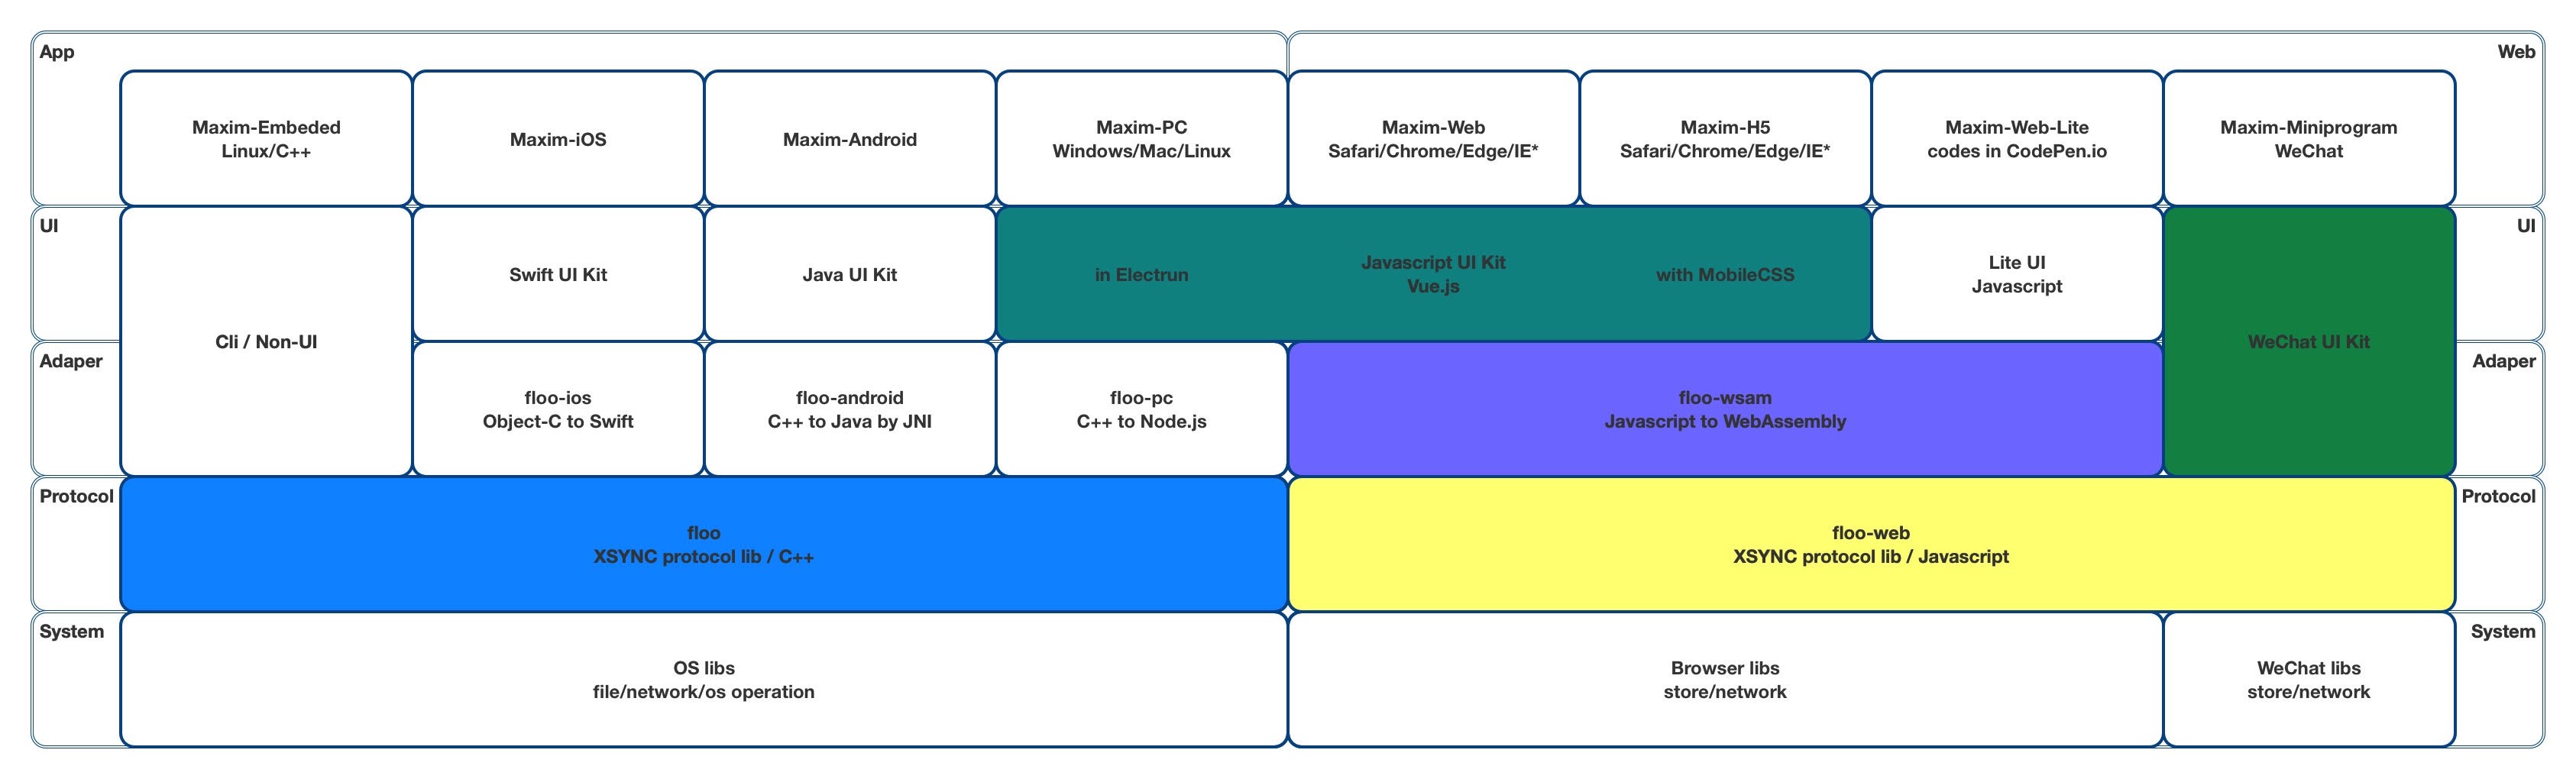 App
Web
Maxim-Embeded
Linux/C++
Maxim-iOS
Maxim-Android
Maxim-PC
Windows/Mac/Linux
Maxim-Web
Safari/Chrome/Edge/IE*
Maxim-H5
Safari/Chrome/Edge/IE*
Maxim-Web-Lite
codes in CodePen.io
Maxim-Miniprogram
WeChat
UI
UI
Cli / Non-UI
Swift UI Kit
Java UI Kit
in Electrun
Javascript UI Kit
Vue.js
with MobileCSS
Lite UI
Javascript
WeChat UI Kit
Adaper
Adaper
floo-ios
Object-C to Swift
floo-android
C++ to Java by JNI
floo-pc
C++ to Node.js
floo-wsam
Javascript to WebAssembly
Protocol
Protocol
floo
XSYNC protocol lib / C++
floo-web
XSYNC protocol lib / Javascript
System
System
OS libs
file/network/os operation
Browser libs
store/network
WeChat libs
store/network